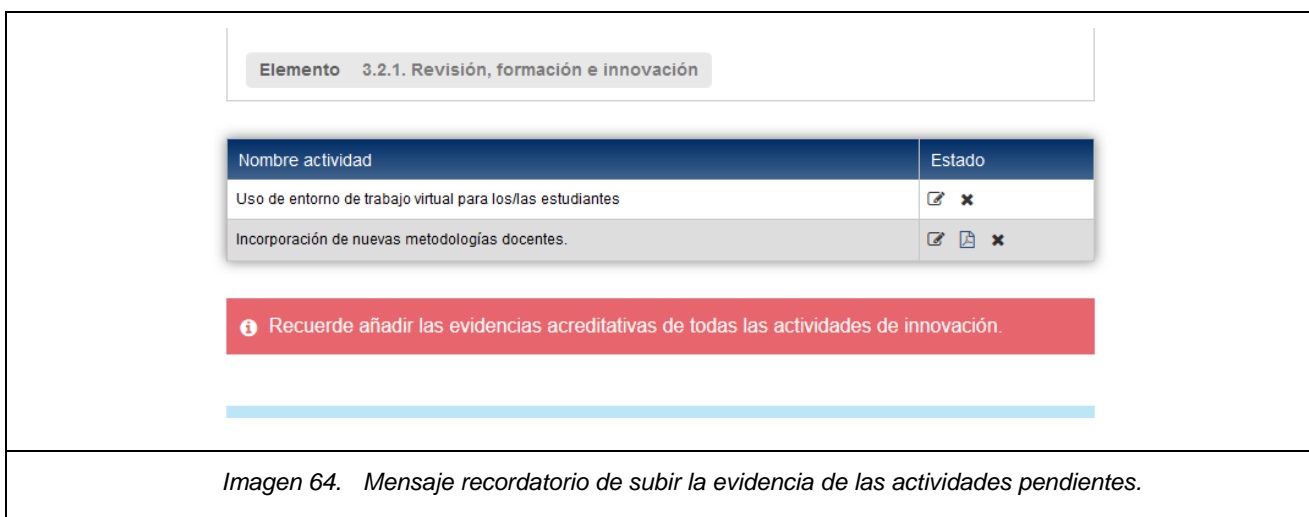 Elemento 3.2.1. Revisión, formación e innovación
Nombre actividad Estado
Uso de entorno de trabajo virtual para los/las estudiantes
Incorporación de nuevas metodologías docentes.
Recuerde añadir las evidencias acreditativas de todas las actividades de innovación.
Imagen 64. Mensaje recordatorio de subir la evidencia de las actividades pendientes.